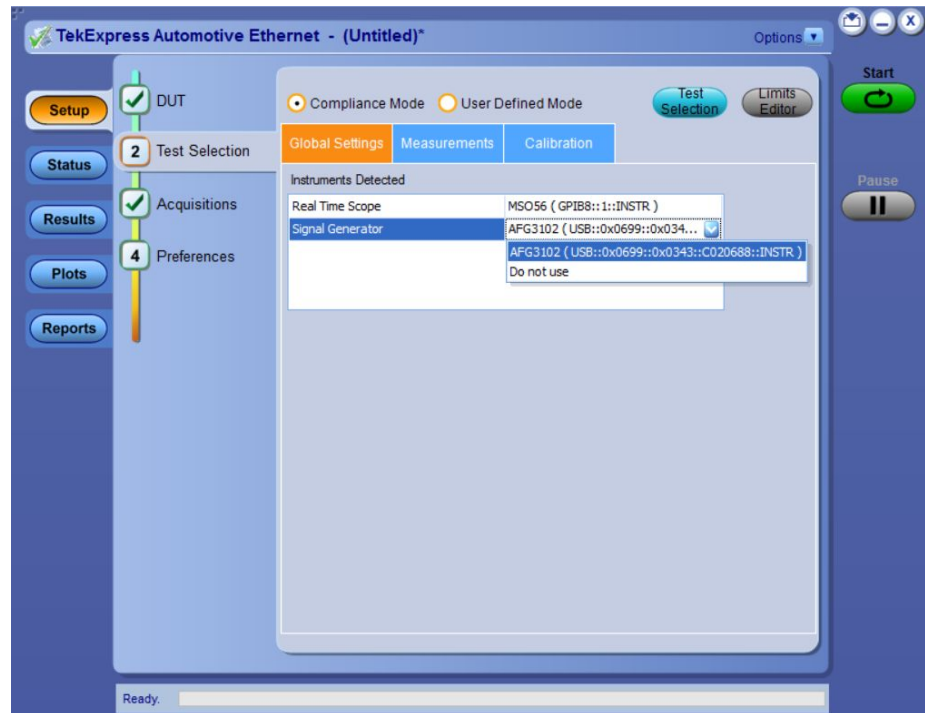 TekExpress Automotive Ethernet - (Untitled)*
Options
Start
Pause
Setup
Status
Results
Plots
Reports
DUT
2 Test Selection
Acquisitions
4 Preferences
Compliance Mode
User Defined Mode
Test Selection
Limits Editor
Global Settings
Measurements
Calibration
Instruments Detected
Real Time Scope
MSO56 ( GPIB8::1::INSTR )
Signal Generator
AFG3102 ( USB::0x0699::0x034...
AFG3102 ( USB::0x0699::0x0343::C020688::INSTR )
Do not use
Ready.